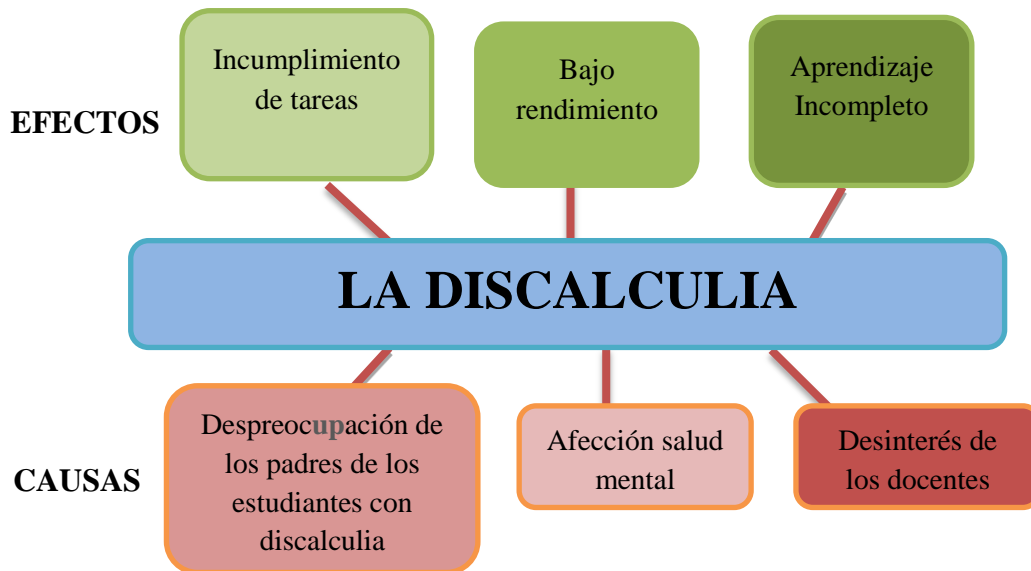 EFECTOS
Incumplimiento
de tareas
Bajo
rendimiento
Aprendizaje
Incompleto
LA DISCALCULIA
CAUSAS
Despreocupación de
los padres de los
estudiantes con
discalculia
Afección salud
mental
Desinterés de
los docentes